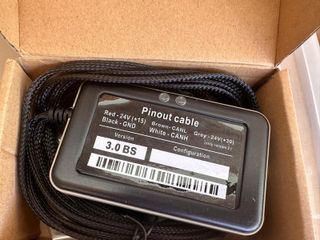 Pinout cable
Red - 24V (+15) Brown- CANL Grey - 24V(+30)
Black - GND White - CANH
Version Configuration
3.0 BS